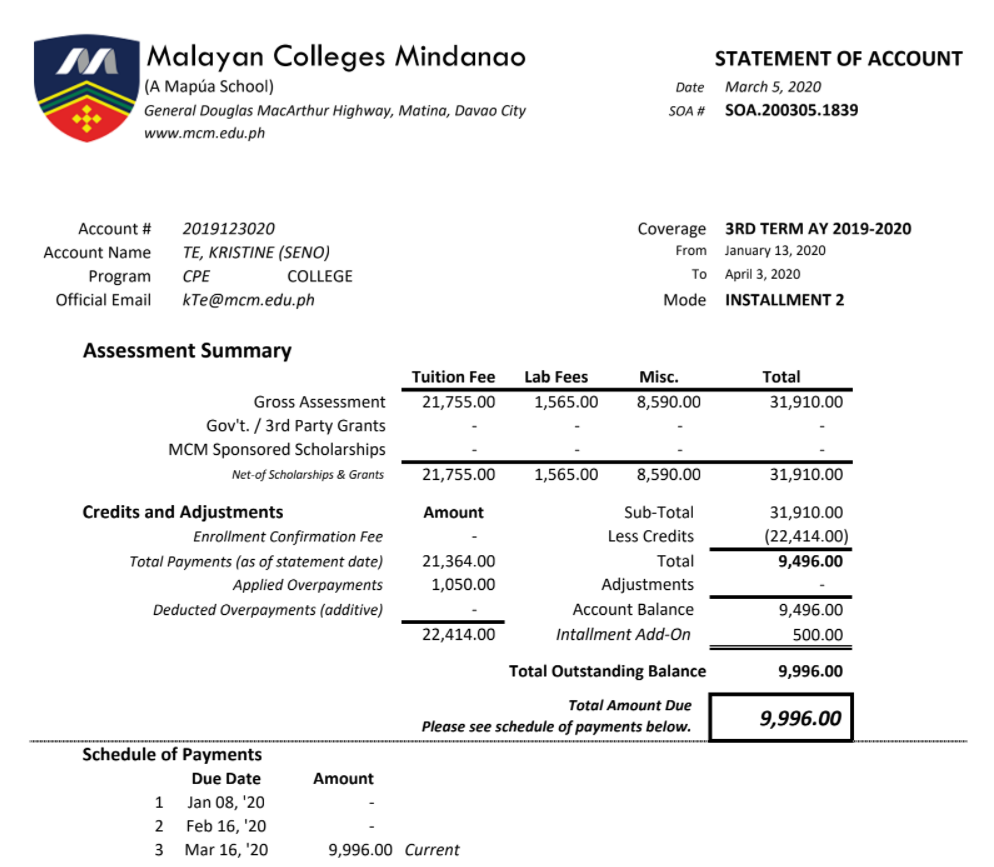 Malayan Colleges Mindanao
(A Mapúa School)
General Douglas MacArthur Highway, Matina, Davao City
www.mcm.edu.ph
STATEMENT OF ACCOUNT
Date March 5, 2020
SOA # SOA.200305.1839
Account # 2019123020
Account Name TE, KRISTINE (SENO)
Program CPE COLLEGE
Official Email kTe@mcm.edu.ph
Coverage 3RD TERM AY 2019-2020
From January 13, 2020
To April 3, 2020
Mode INSTALLMENT 2
Assessment Summary
Tuition Fee Lab Fees Misc. Total
Gross Assessment 21,755.00 1,565.00 8,590.00 31,910.00
Gov't. / 3rd Party Grants - - - -
MCM Sponsored Scholarships - - - -
Net-of Scholarships & Grants 21,755.00 1,565.00 8,590.00 31,910.00
Credits and Adjustments Amount
Enrollment Confirmation Fee -
Total Payments (as of statement date) 21,364.00
Applied Overpayments 1,050.00
Deducted Overpayments (additive) -
22,414.00
Sub-Total 31,910.00
Less Credits (22,414.00)
Total 9,496.00
Adjustments -
Account Balance 9,496.00
Intallment Add-On 500.00
Total Outstanding Balance 9,996.00
Total Amount Due
Please see schedule of payments below.
9,996.00
Schedule of Payments
Due Date Amount
1 Jan 08, '20 -
2 Feb 16, '20 -
3 Mar 16, '20 9,996.00 Current